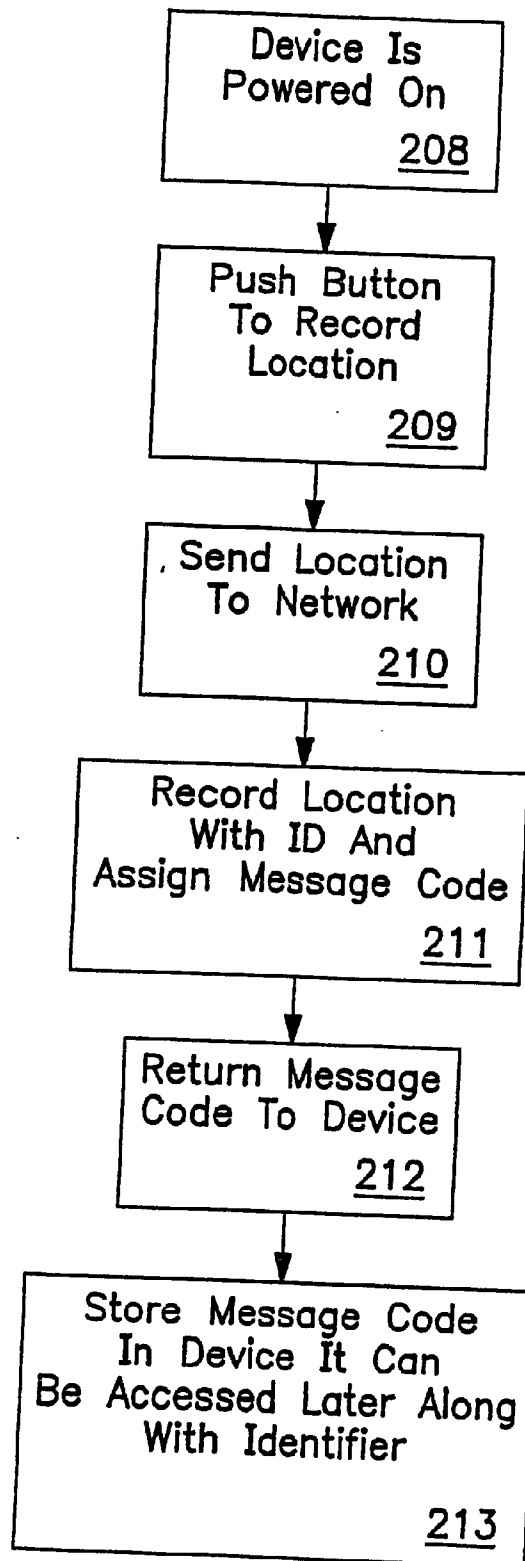 Device Is
Powered On
208
Push Button
To Record
Location
209
Send Location
To Network
210
Record Location
With ID And
Assign Message Code
211
Return Message
Code To Device
212
Store Message Code
In Device It Can
Be Accessed Later Along
With Identifier
213